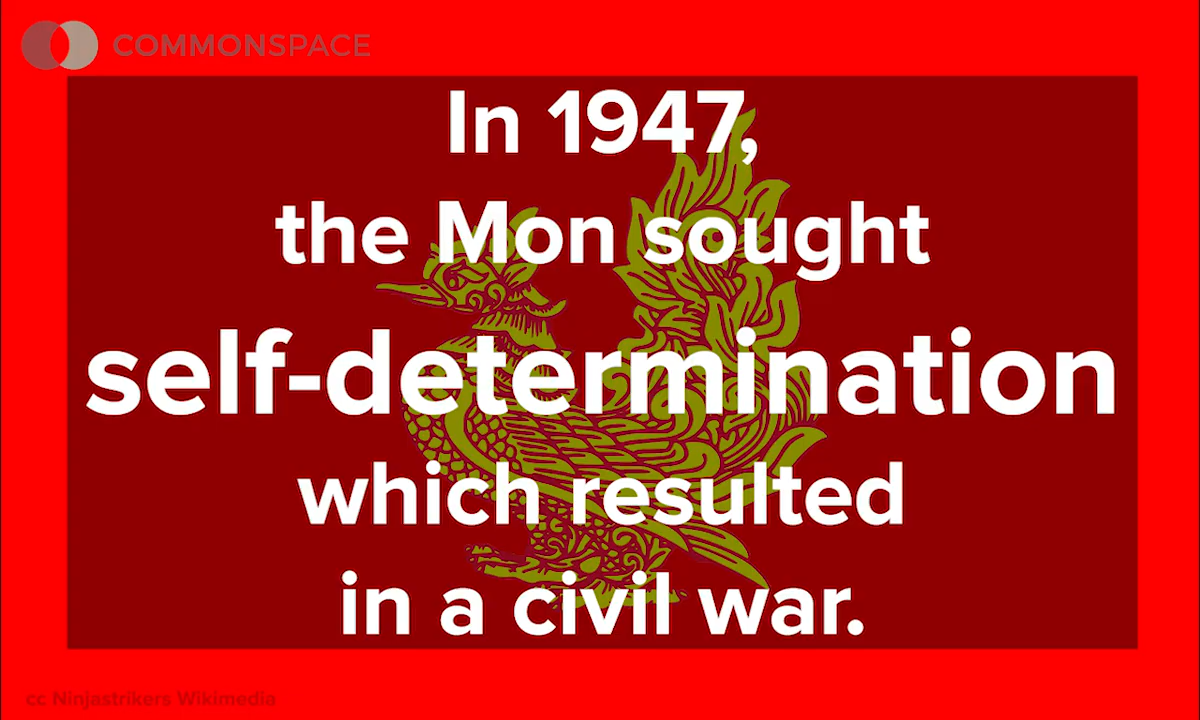 COMMONSPACE
In 1947,
the Mon sought
self-determination
which resulted
in a civil war.
cc Ninjastrikers Wikimedia